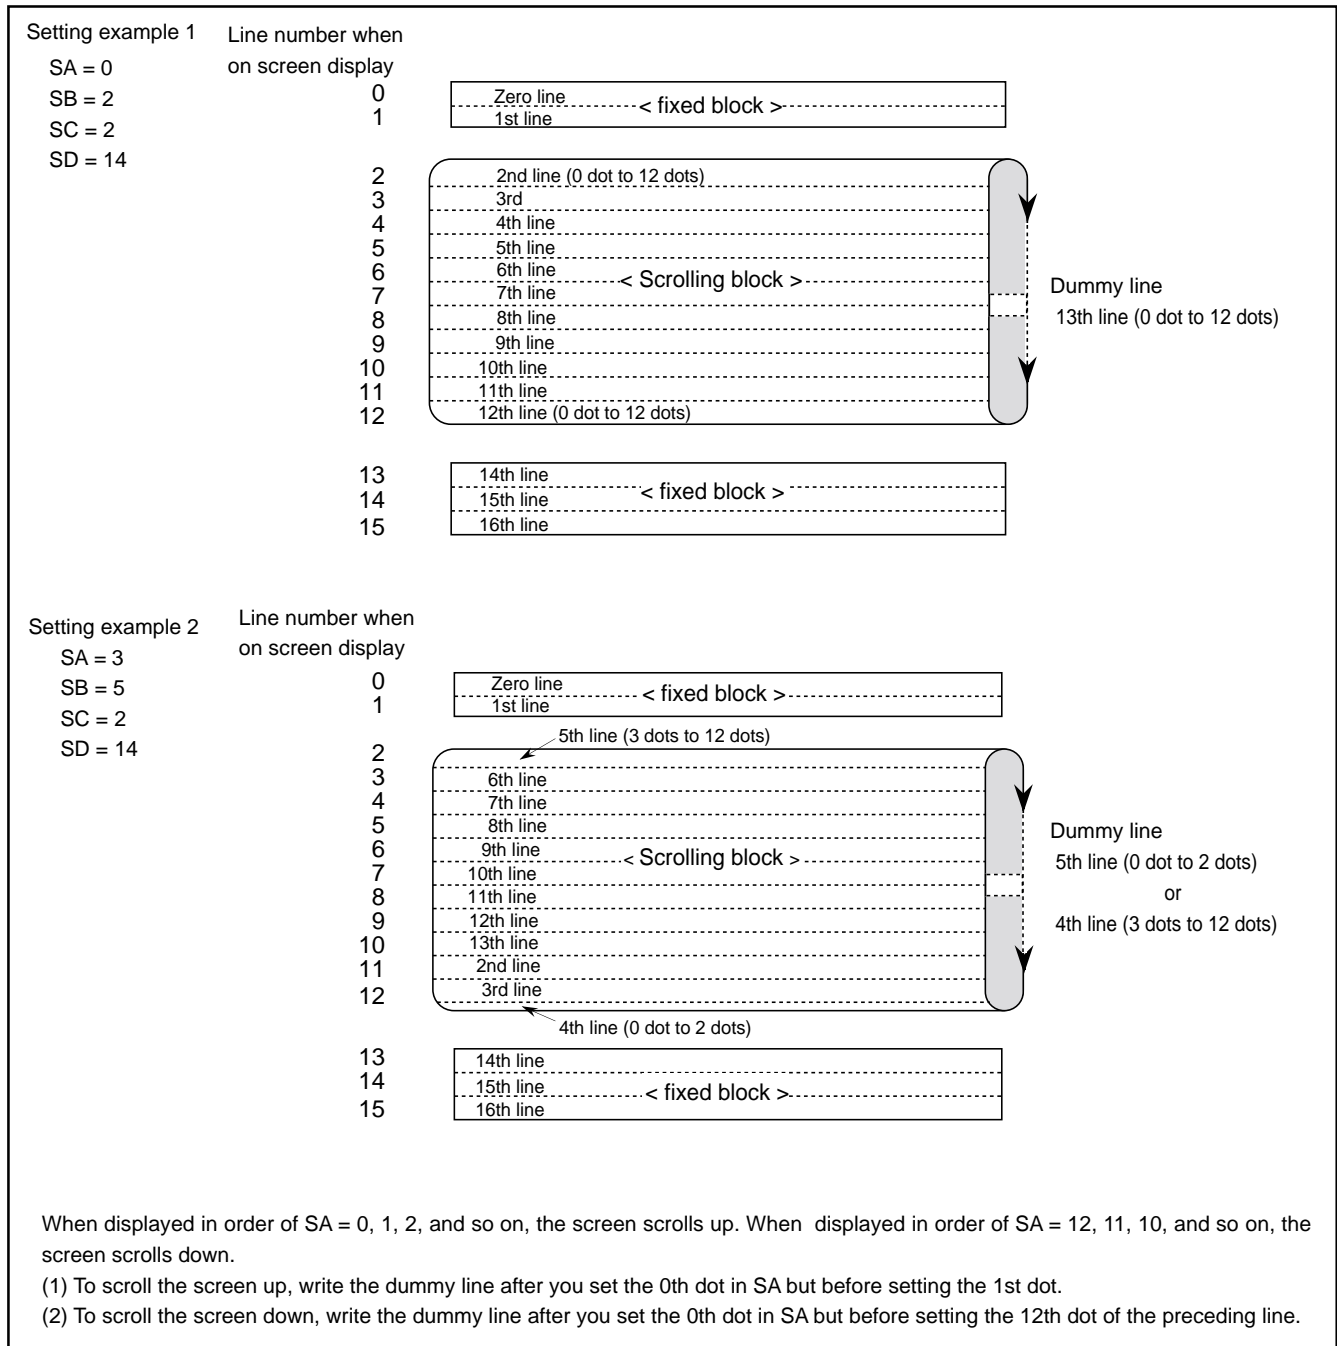 Setting example 1
SA = 0
SB = 2
SC = 2
SD = 14
Line number when
on screen display
0
1
Zero line
1st line
< fixed block >
2
3
4
5
6
7
8
9
10
11
12
2nd line (0 dot to 12 dots)
3rd
4th line
5th line
6th line
7th line
8th line
9th line
10th line
11th line
12th line (0 dot to 12 dots)
< Scrolling block >
Dummy line
13th line (0 dot to 12 dots)
13
14
15
14th line
15th line
16th line
< fixed block >
Setting example 2
SA = 3
SB = 5
SC = 2
SD = 14
Line number when
on screen display
0
1
Zero line
1st line
< fixed block >
5th line (3 dots to 12 dots)
2
3
4
5
6
7
8
9
10
11
12
6th line
7th line
8th line
9th line
10th line
11th line
12th line
13th line
2nd line
3rd line
< Scrolling block >
4th line (0 dot to 2 dots)
Dummy line
5th line (0 dot to 2 dots)
or
4th line (3 dots to 12 dots)
13
14
15
14th line
15th line
16th line
< fixed block >
When displayed in order of SA = 0, 1, 2, and so on, the screen scrolls up. When displayed in order of SA = 12, 11, 10, and so on, the
screen scrolls down.
(1) To scroll the screen up, write the dummy line after you set the 0th dot in SA but before setting the 1st dot.
(2) To scroll the screen down, write the dummy line after you set the 0th dot in SA but before setting the 12th dot of the preceding line.